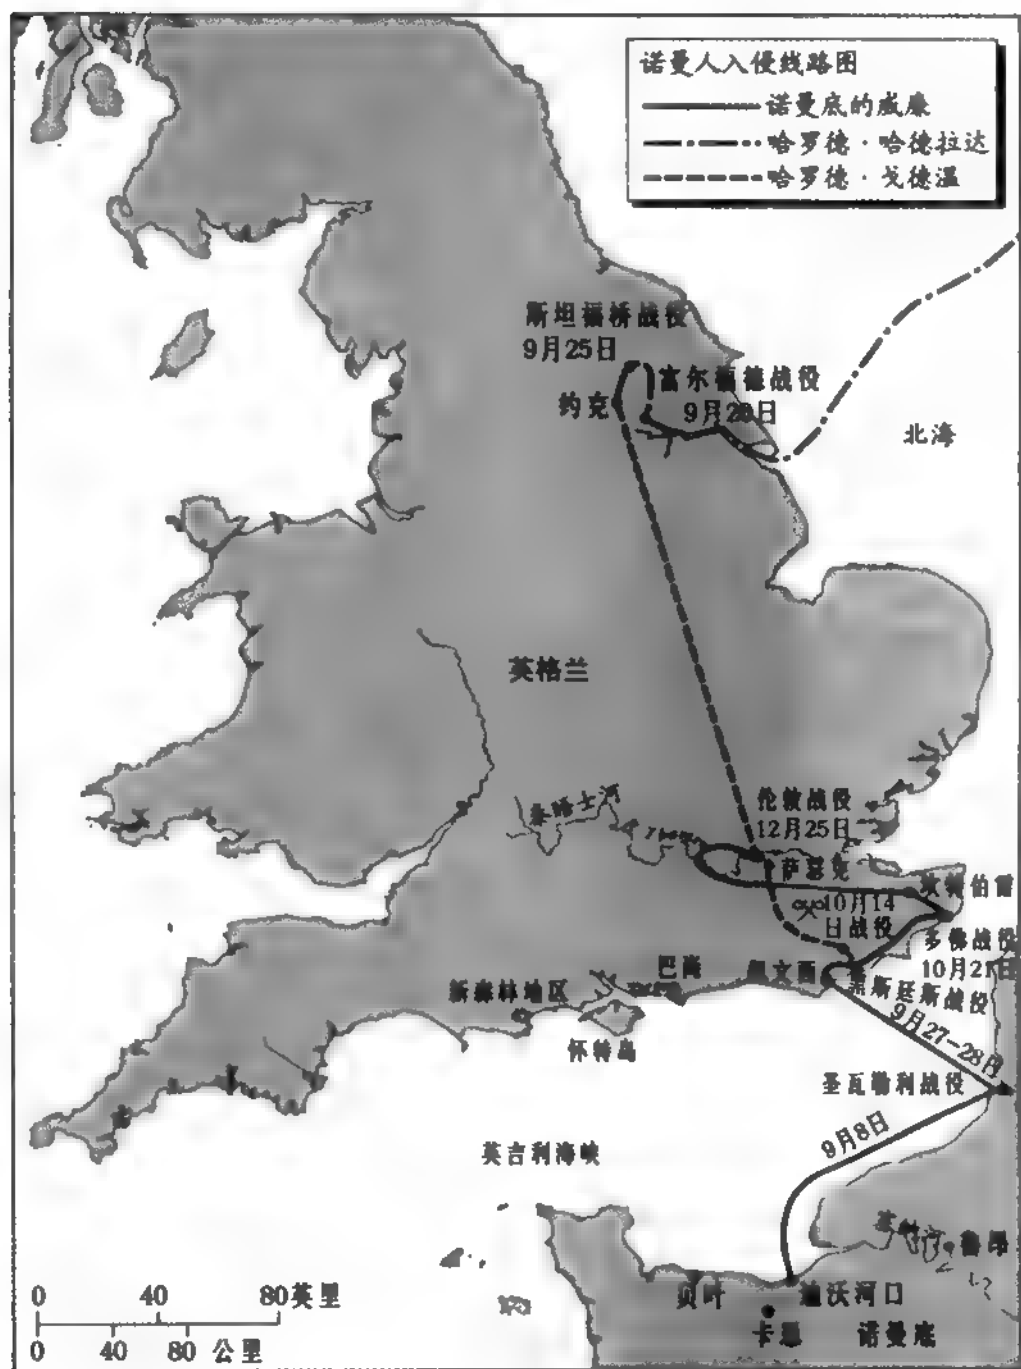 诺曼人入侵线路图
诺曼底的威廉
哈罗德·哈德拉达
哈罗德·戈德温
斯坦福桥战役
9月25日
富尔福德战役
9月20日
约克
北海
英格兰
泰晤士河
伦敦战役
12月25日
萨瑟克
坎特伯雷
10月14
日战役
多佛战役
10月21日
佩文西
黑斯廷斯战役
巴尚
新森林地区
怀特岛
9月27-28日
圣瓦勒利战役
9月8日
英吉利海峡
鲁昂
贝叶
迪沃河口
卡恩
诺曼底
0 40 80英里
0 40 80 公里